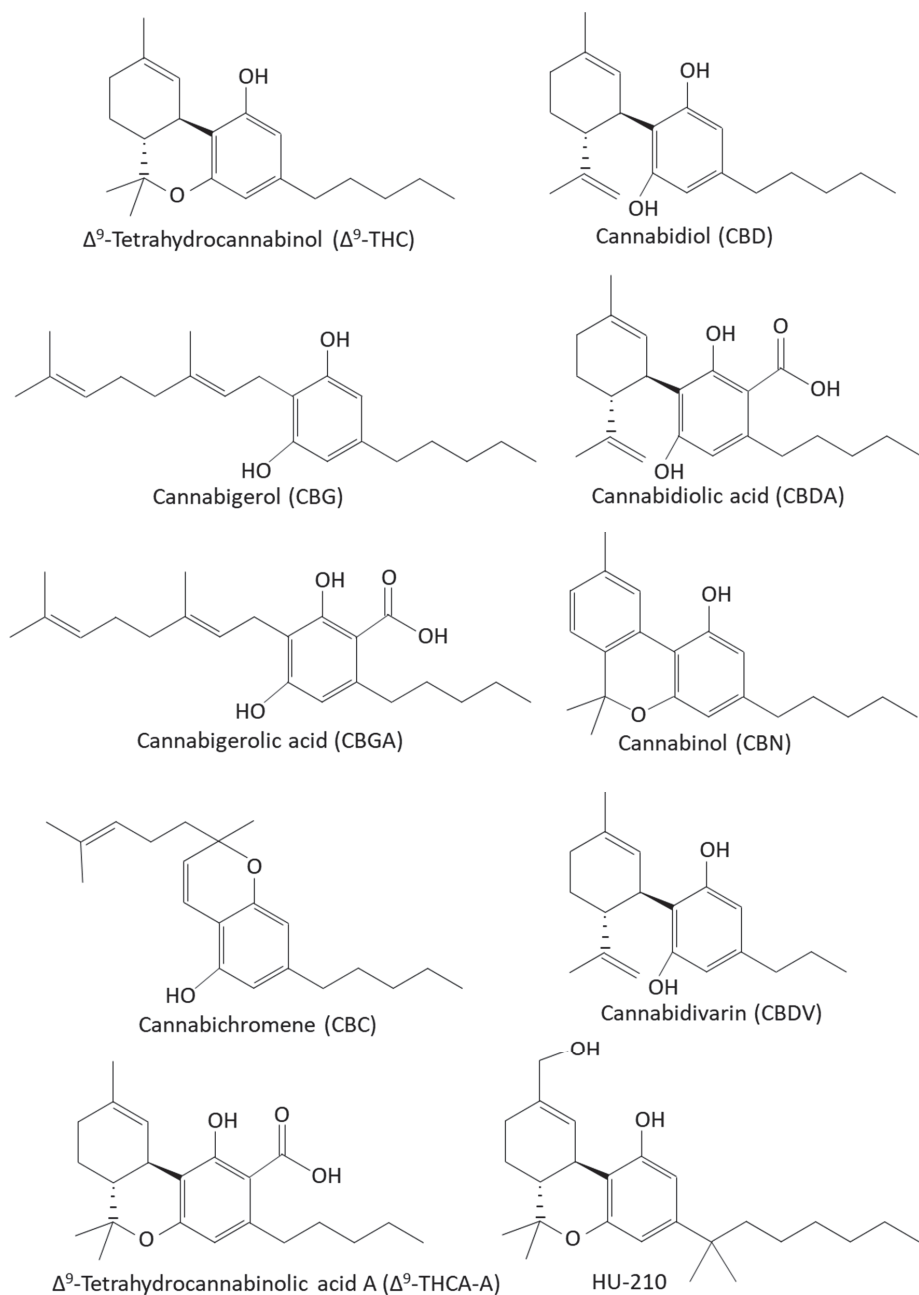 OH
O
Δ⁹-Tetrahydrocannabinol (Δ⁹-THC)
OH
OH
Cannabidiol (CBD)
OH
HO
Cannabigerol (CBG)
OH
O
OH
OH
Cannabidiolic acid (CBDA)
OH
O
OH
HO
Cannabigerolic acid (CBGA)
OH
O
Cannabinol (CBN)
O
HO
Cannabichromene (CBC)
OH
OH
Cannabidivarin (CBDV)
OH
O
OH
O
Δ⁹-Tetrahydrocannabinolic acid A (Δ⁹-THCA-A)
OH
OH
O
HU-210